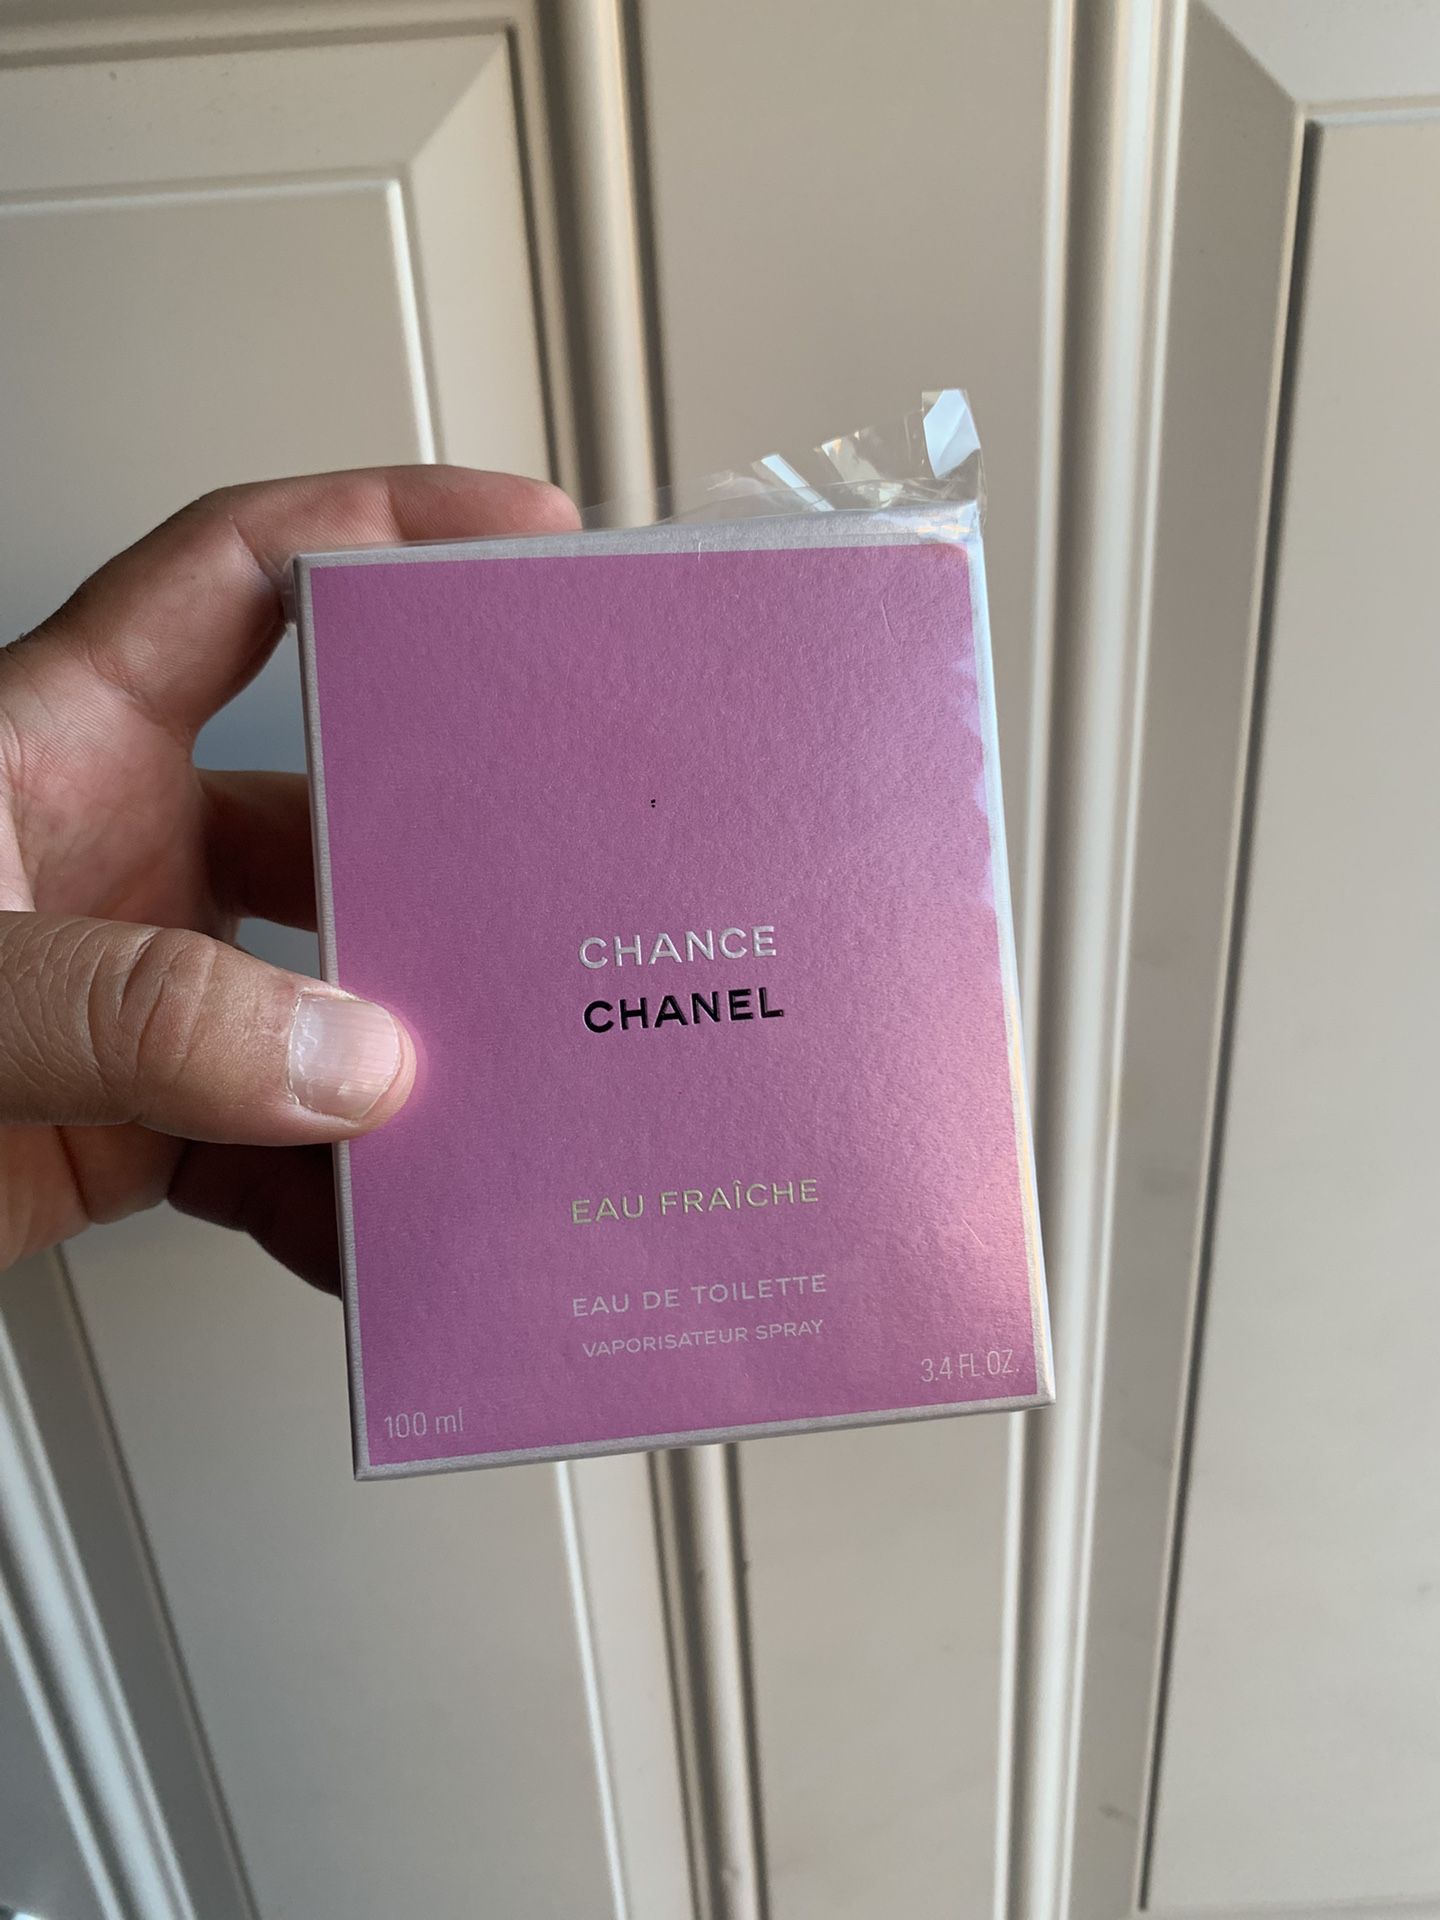 CHANCE
CHANEL
EAU FRAÎCHE
EAU DE TOILETTE
VAPORISATEUR SPRAY
100 ml
3.4 FL.OZ.